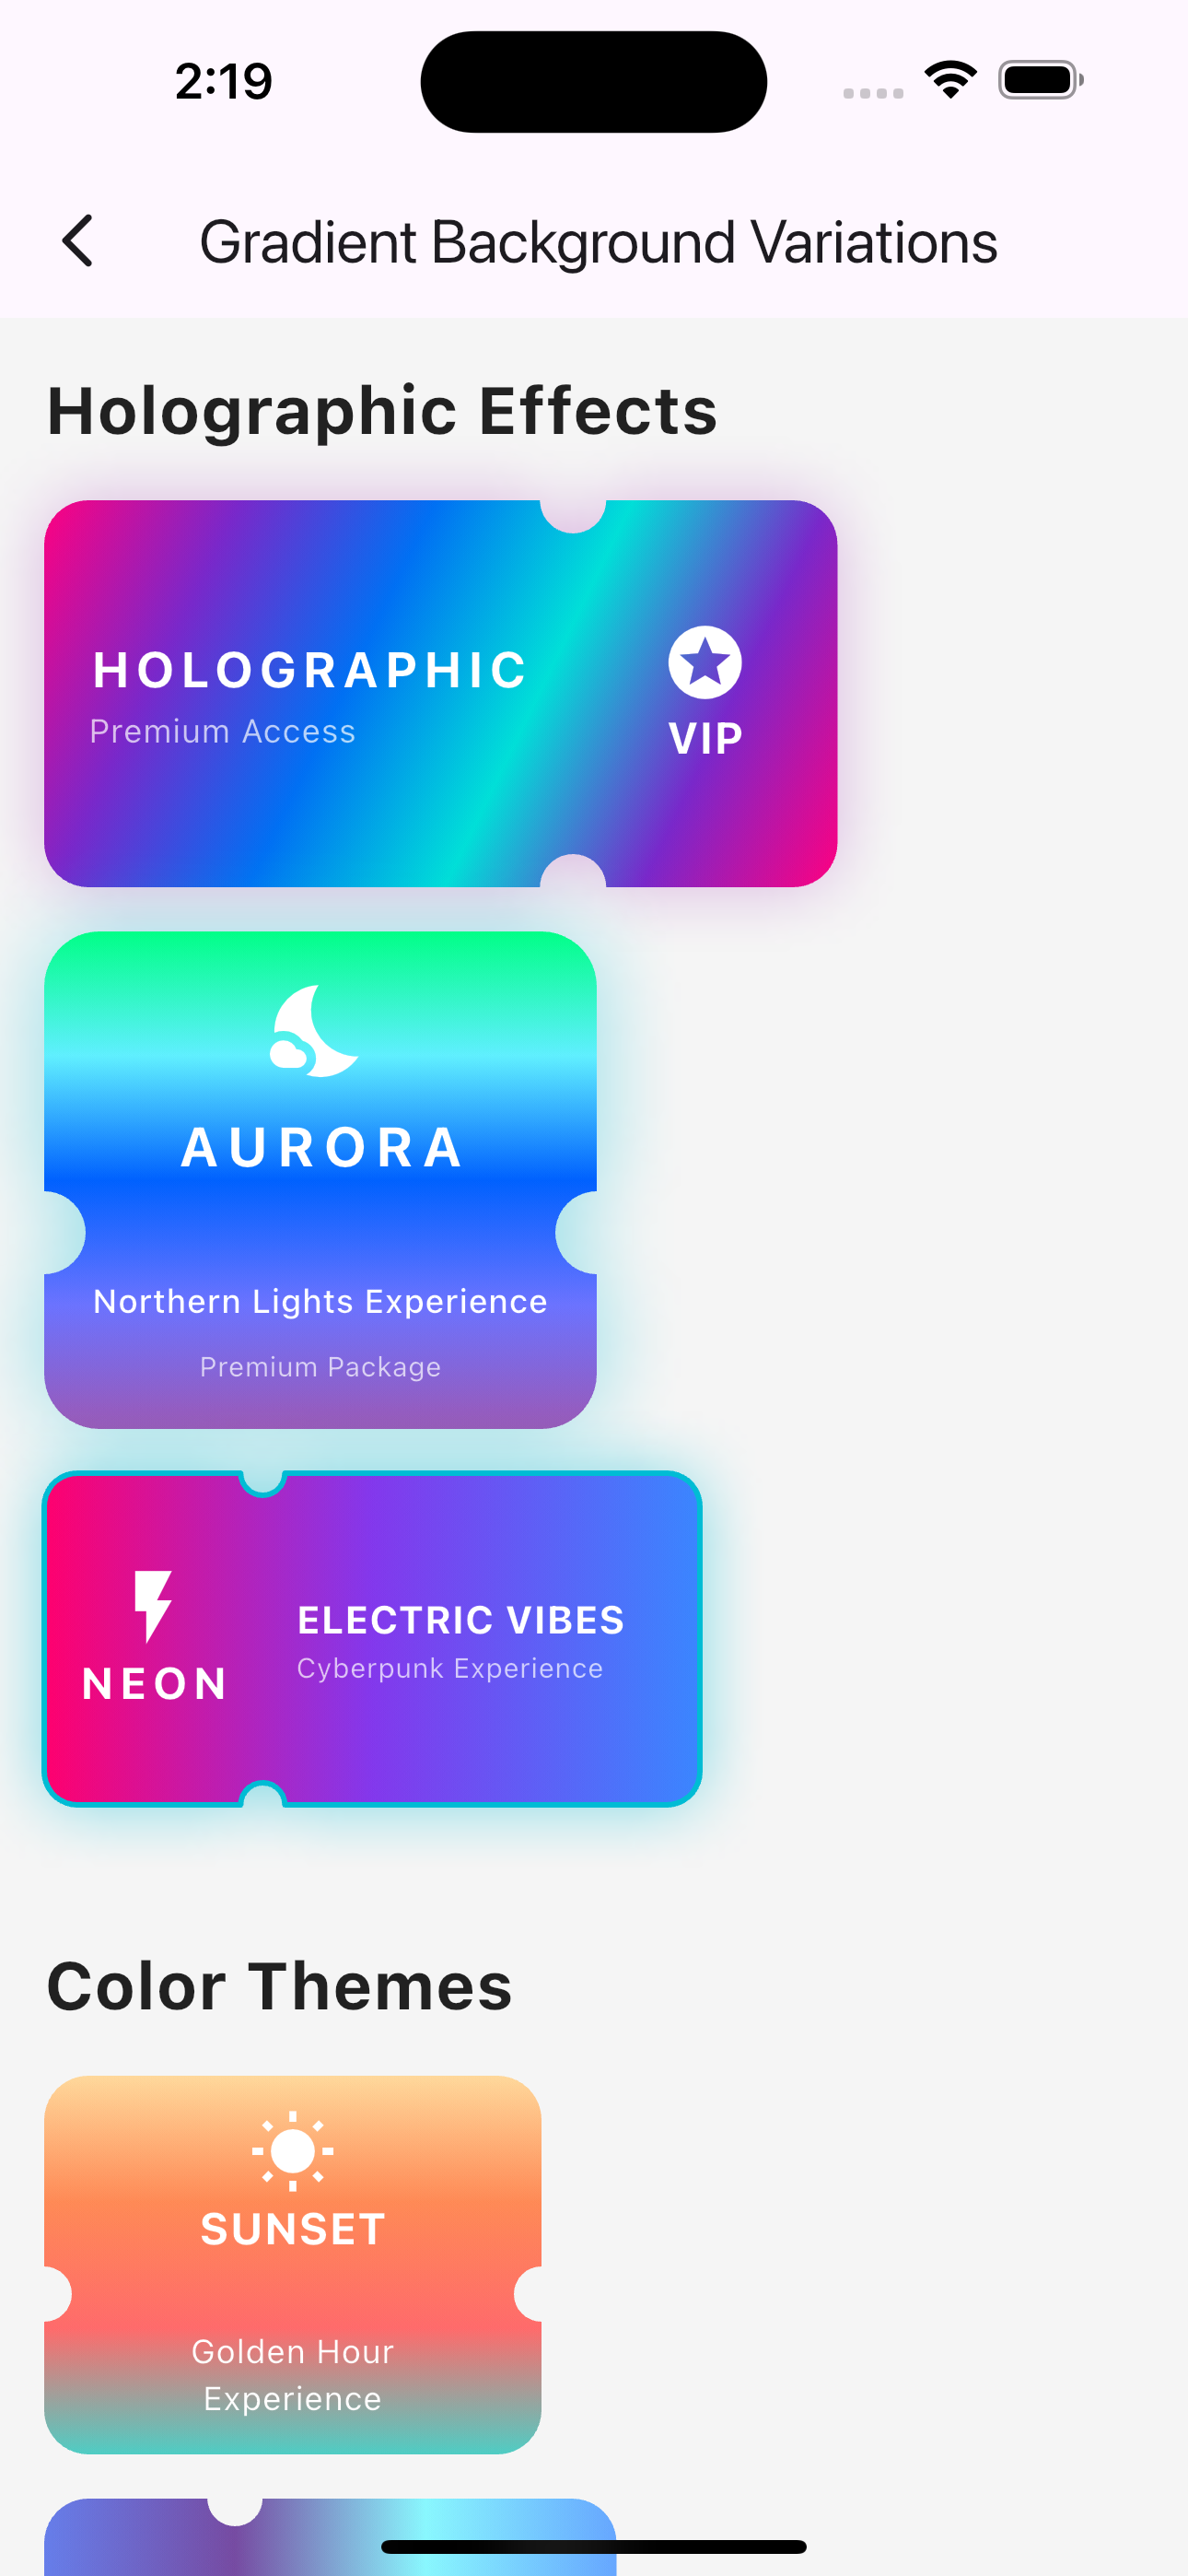 2:19
Gradient Background Variations
Holographic Effects
HOLOGRAPHIC
Premium Access
VIP
AURORA
Northern Lights Experience
Premium Package
NEON
ELECTRIC VIBES
Cyberpunk Experience
Color Themes
SUNSET
Golden Hour
Experience